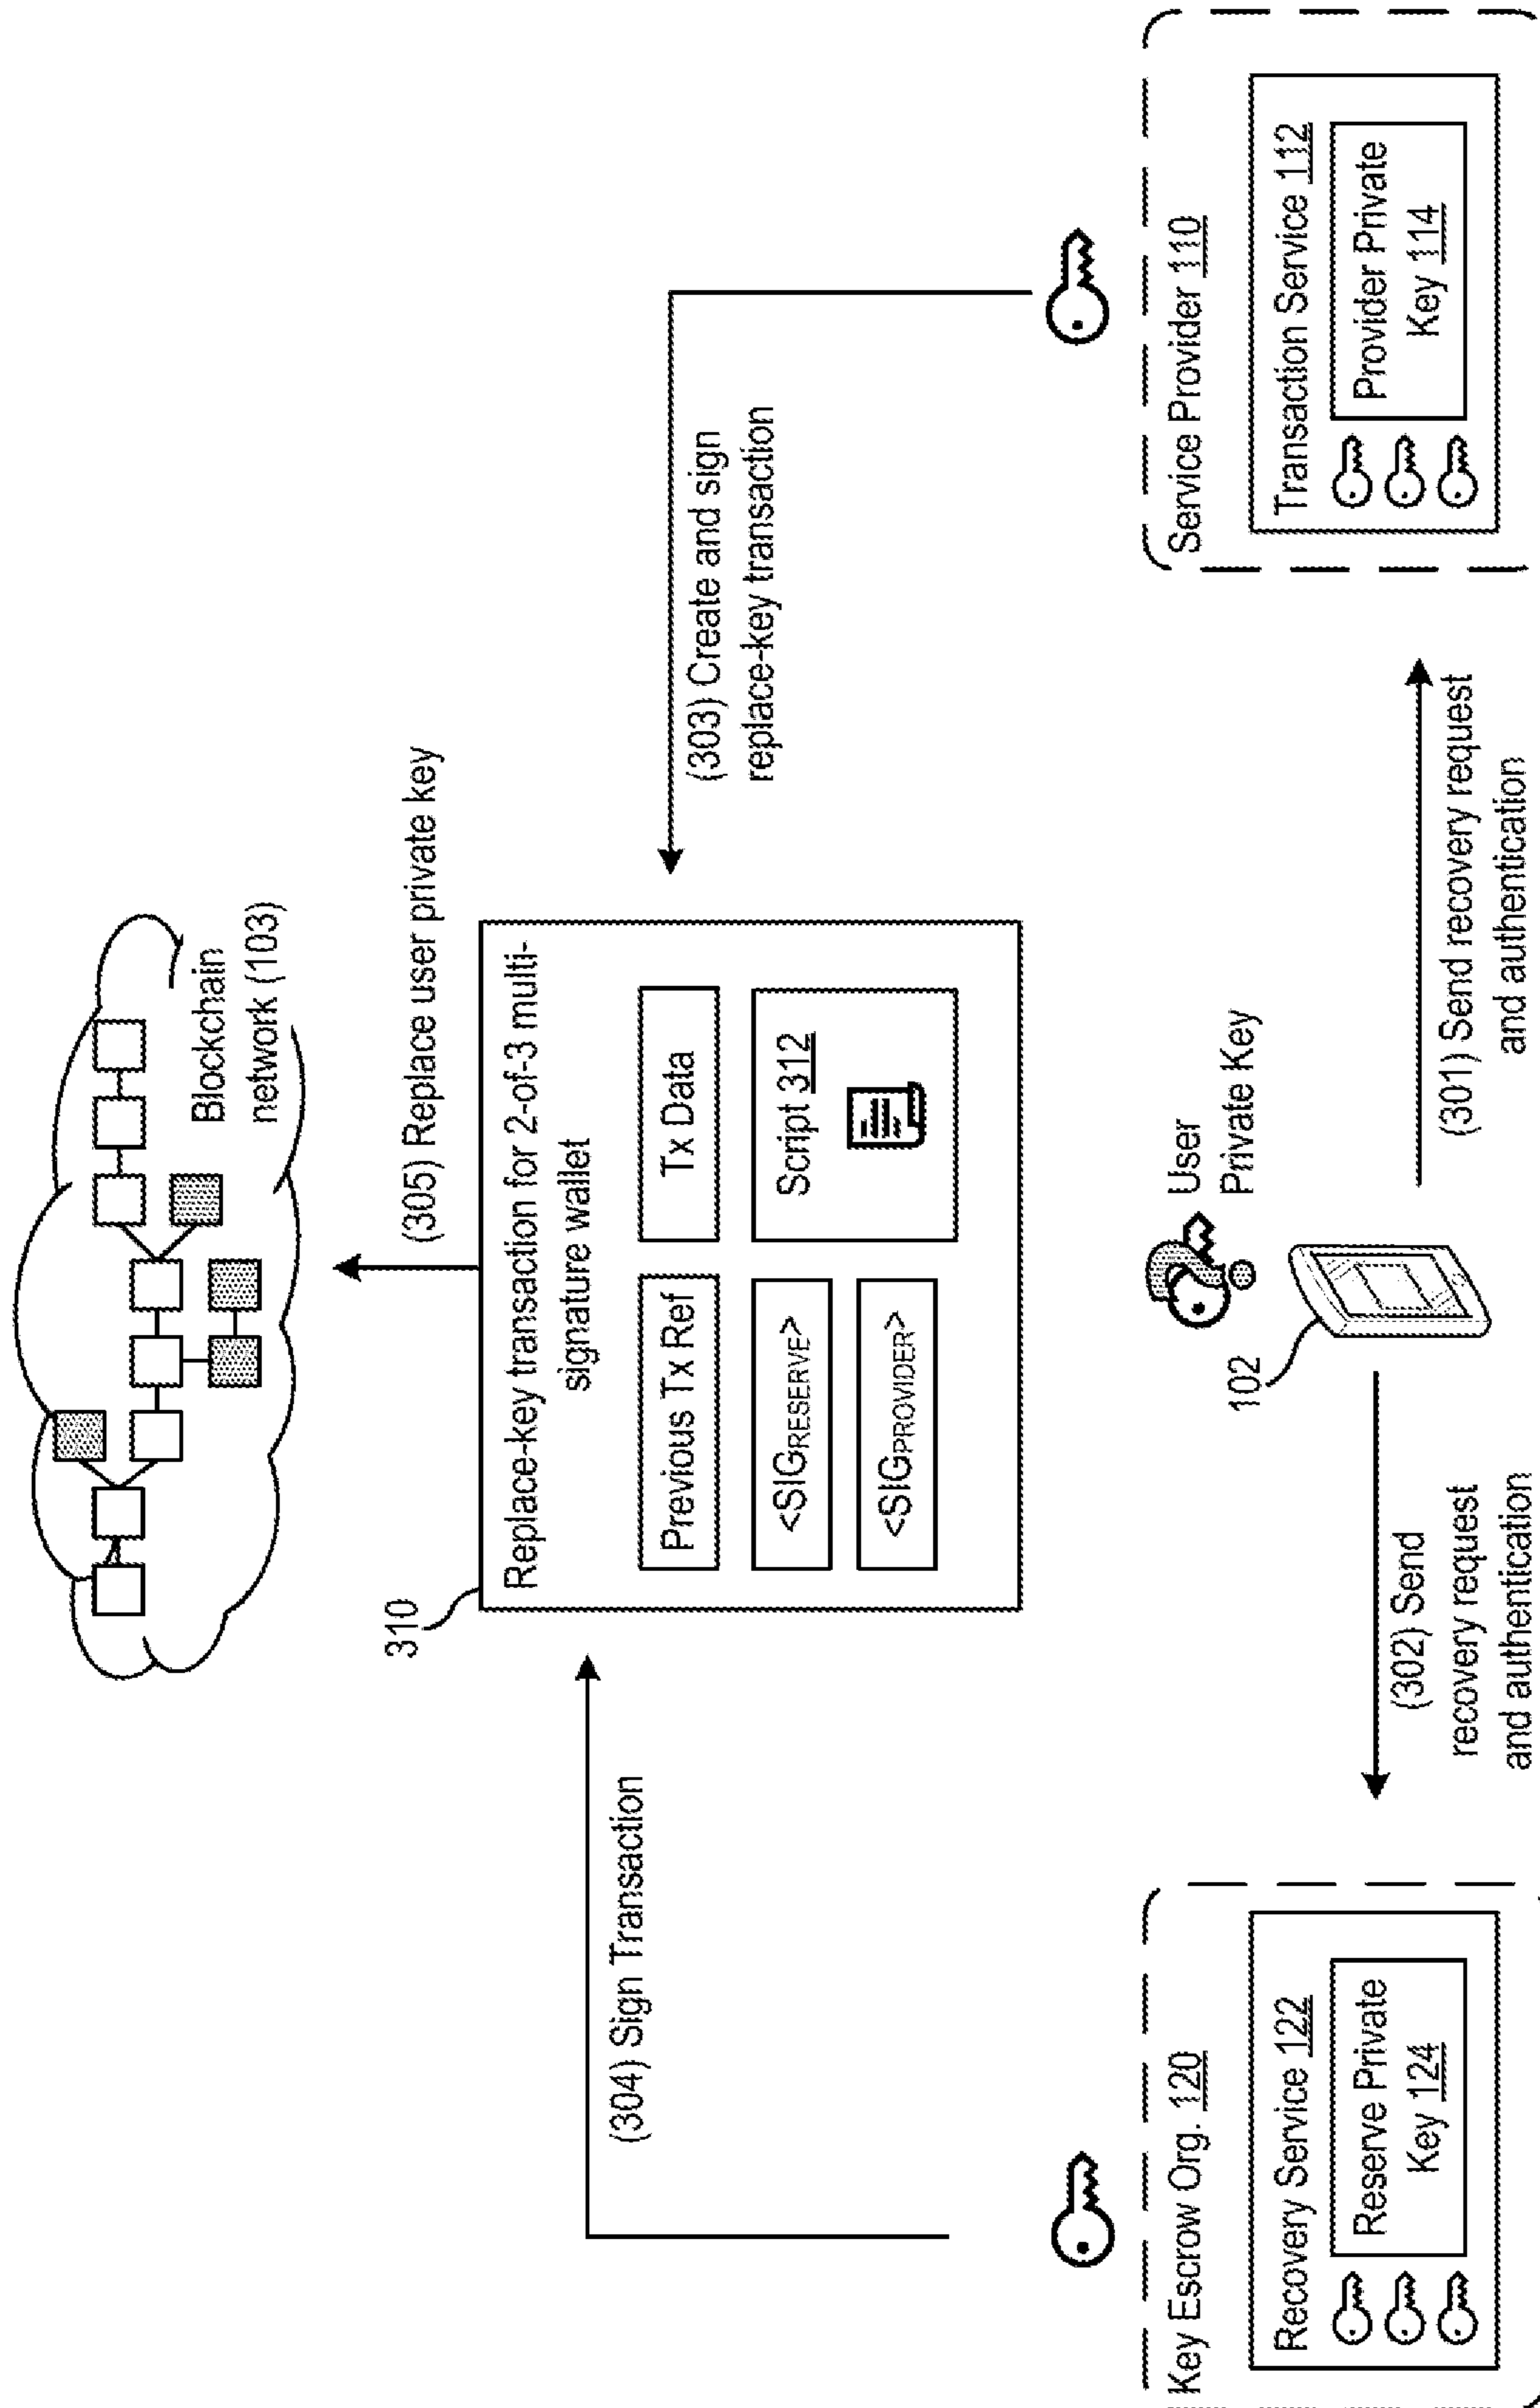 Blockchain
network (103)
(305) Replace user private key
310
Replace-key transaction for 2-of-3 multi-
signature wallet
Previous Tx Ref
Tx Data
<SIGRESERVE>
<SIGPROVIDER>
Script 312
(304) Sign Transaction
(303) Create and sign
replace-key transaction
User
Private Key
102
(302) Send
recovery request
and authentication
(301) Send recovery request
and authentication
Key Escrow Org. 120
Recovery Service 122
Reserve Private
Key 124
Service Provider 110
Transaction Service 112
Provider Private
Key 114